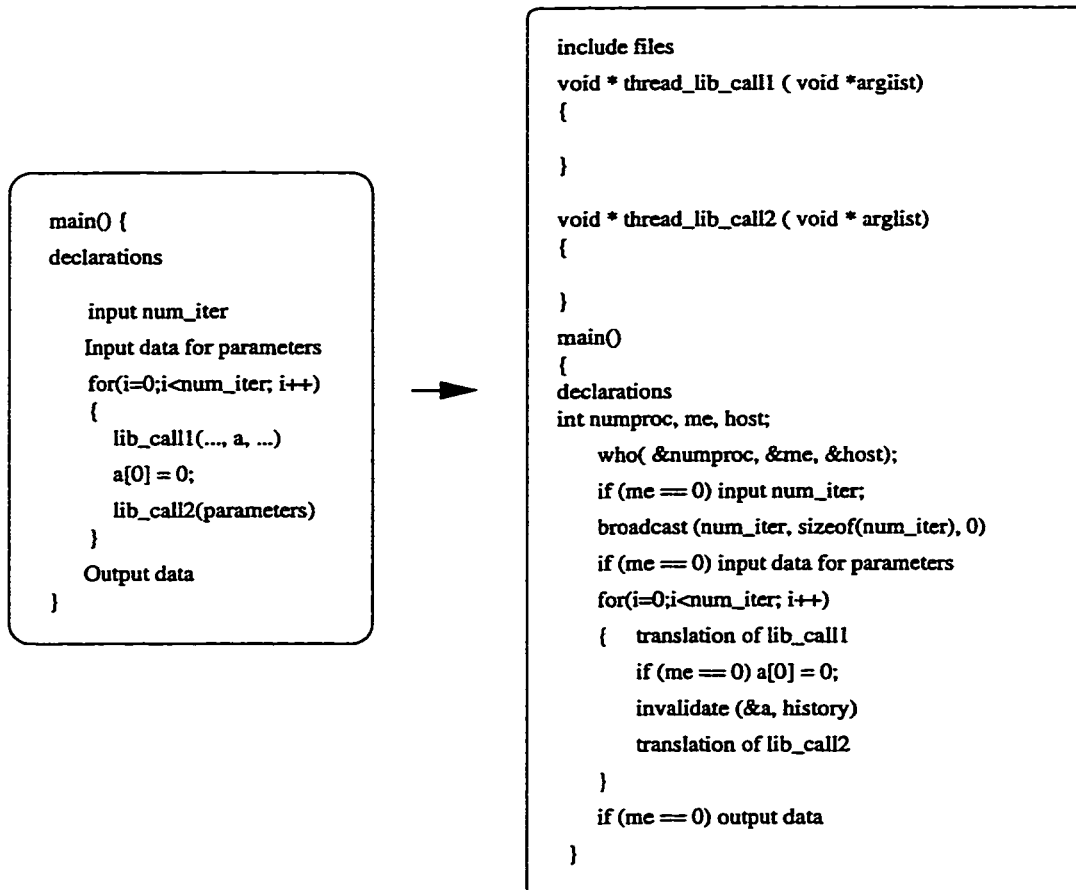 main() {
declarations
input num_iter
Input data for parameters
for(i=0;i<num_iter; i++)
{
lib_call1(..., a, ...)
a[0] = 0;
lib_call2(parameters)
}
Output data
}
include files
void * thread_lib_call1 ( void *arglist)
{
}
void * thread_lib_call2 ( void * arglist)
{
}
main()
{
declarations
int numproc, me, host;
who( &numproc, &me, &host);
if (me == 0) input num_iter;
broadcast (num_iter, sizeof(num_iter), 0)
if (me == 0) input data for parameters
for(i=0;i<num_iter; i++)
{ translation of lib_call1
if (me == 0) a[0] = 0;
invalidate (&a, history)
translation of lib_call2
}
if (me == 0) output data
}